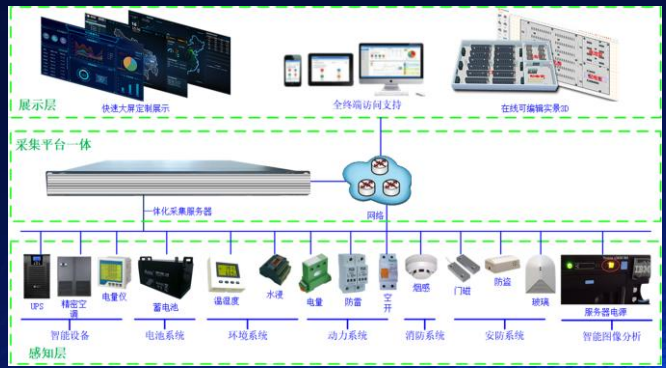 快速大屏定制展示
全终端访问支持
在线可编辑实景3D
展示层
采集平台一体
一体化采集服务器
网络
UPS
精密空调
电量仪
蓄电池
温湿度
水浸
电量
防雷
空开
烟感
门磁
防盗
玻璃
服务器电源
智能设备
电池系统
环境系统
动力系统
消防系统
安防系统
智能图像分析
感知层